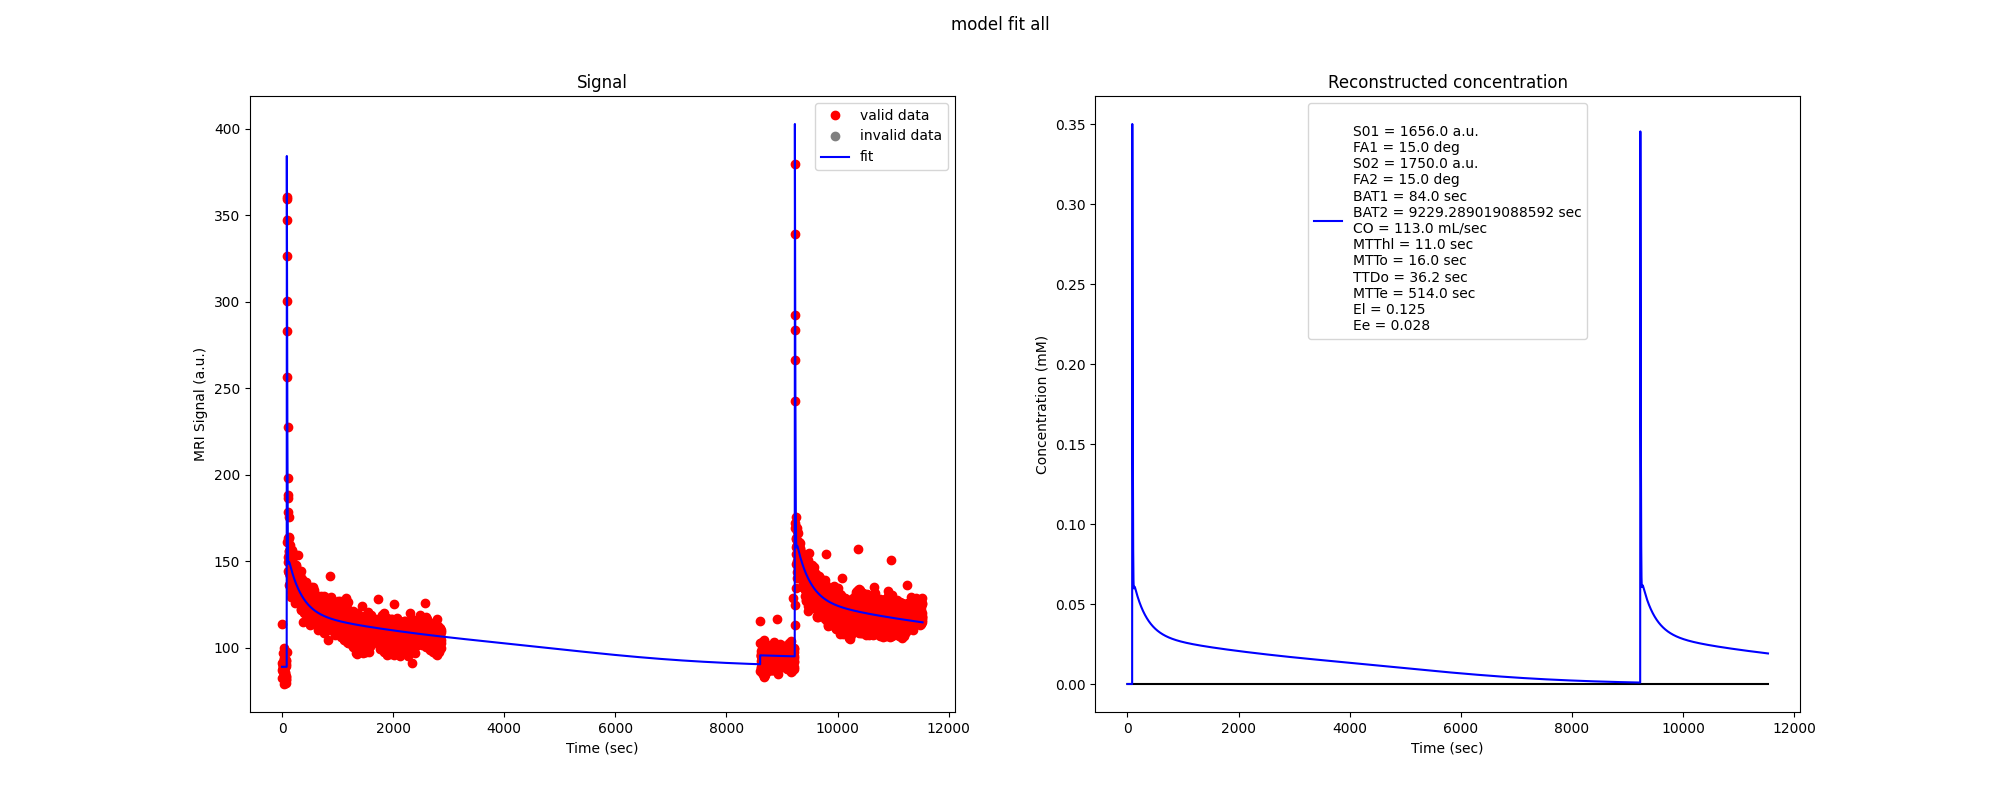 model fit all
Signal
valid data
invalid data
fit
400
350
300
250
200
150
100
MRI Signal (a.u.)
0
2000
4000
6000
8000
10000
12000
Time (sec)
Reconstructed concentration
S01 = 1656.0 a.u.
FA1 = 15.0 deg
S02 = 1750.0 a.u.
FA2 = 15.0 deg
BAT1 = 84.0 sec
BAT2 = 9229.289019088592 sec
CO = 113.0 mL/sec
MTThl = 11.0 sec
MTTo = 16.0 sec
TTDo = 36.2 sec
MTTe = 514.0 sec
El = 0.125
Ee = 0.028
0.35
0.30
0.25
0.20
0.15
0.10
0.05
0.00
Concentration (mM)
0
2000
4000
6000
8000
10000
12000
Time (sec)